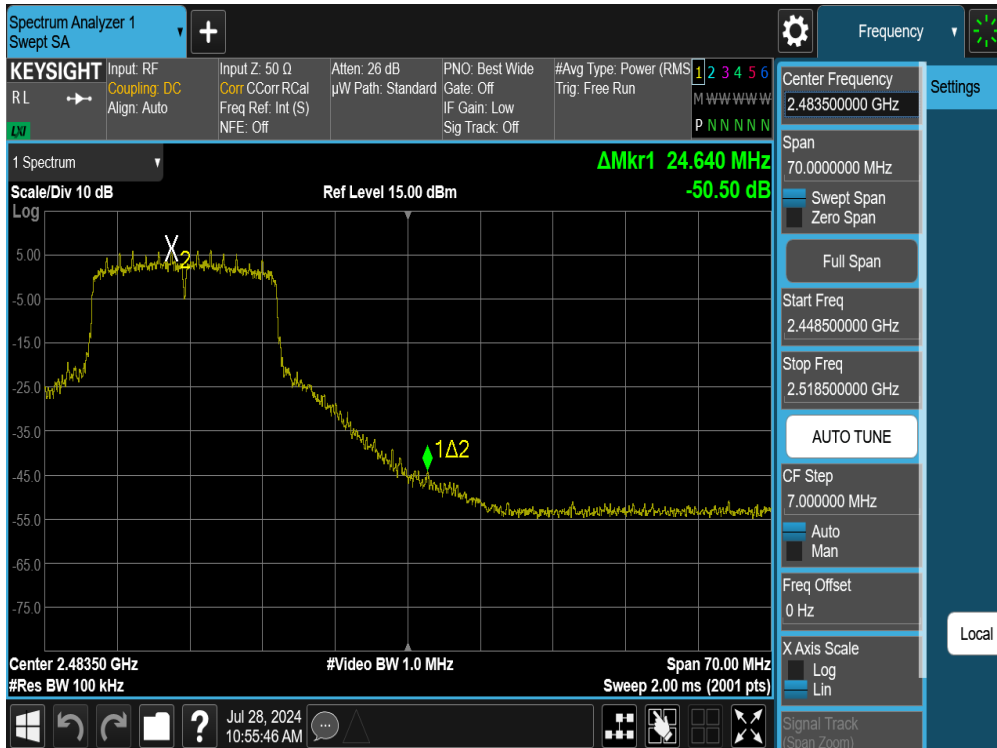 Spectrum Analyzer 1
Swept SA
+
Frequency
KEYSIGHT
R L
LXI
Input: RF
Coupling: DC
Align: Auto
Input Z: 50 Ω
Corr CCorr RCal
Freq Ref: Int (S)
NFE: Off
Atten: 26 dB
µW Path: Standard
PNO: Best Wide
Gate: Off
IF Gain: Low
Sig Track: Off
#Avg Type: Power (RMS
Trig: Free Run
1 2 3 4 5 6
M W W W W W
P N N N N N
1 Spectrum
ΔMkr1 24.640 MHz
-50.50 dB
Scale/Div 10 dB
Ref Level 15.00 dBm
Log
5.00
-5.00
-15.0
-25.0
-35.0
-45.0
-55.0
-65.0
-75.0
X
2
1Δ2
Center 2.48350 GHz
#Video BW 1.0 MHz
Span 70.00 MHz
#Res BW 100 kHz
Sweep 2.00 ms (2001 pts)
Jul 28, 2024
10:55:46 AM
?
Center Frequency
2.483500000 GHz
Span
70.0000000 MHz
Swept Span
Zero Span
Full Span
Start Freq
2.448500000 GHz
Stop Freq
2.518500000 GHz
AUTO TUNE
CF Step
7.000000 MHz
Auto
Man
Freq Offset
0 Hz
X Axis Scale
Log
Lin
Signal Track
(Span Zoom)
Settings
Local